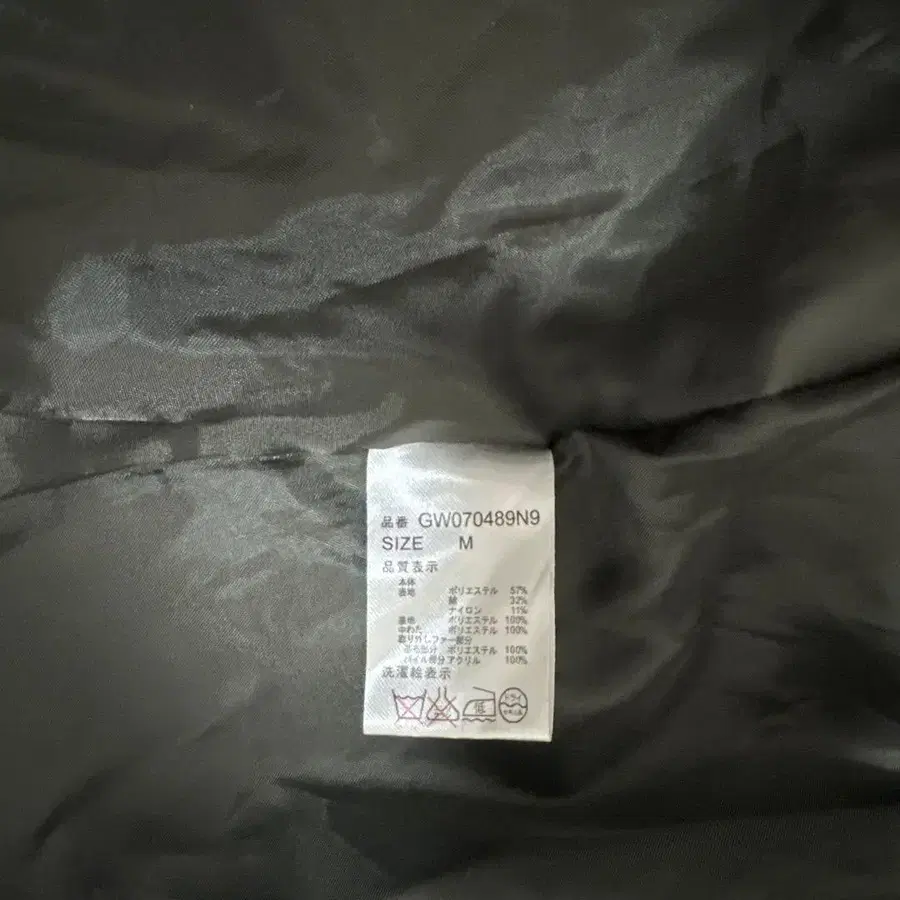 品番 GW070489N9
SIZE M
品質表示
本体
表地 ポリエステル 57%
綿 32%
ナイロン 11%
裏地 ポリエステル 100%
中わた ポリエステル 100%
取り外しファー部分
ポリエステル 100%
パイル部分 アクリル 100%
洗濯絵表示
低
ドライ